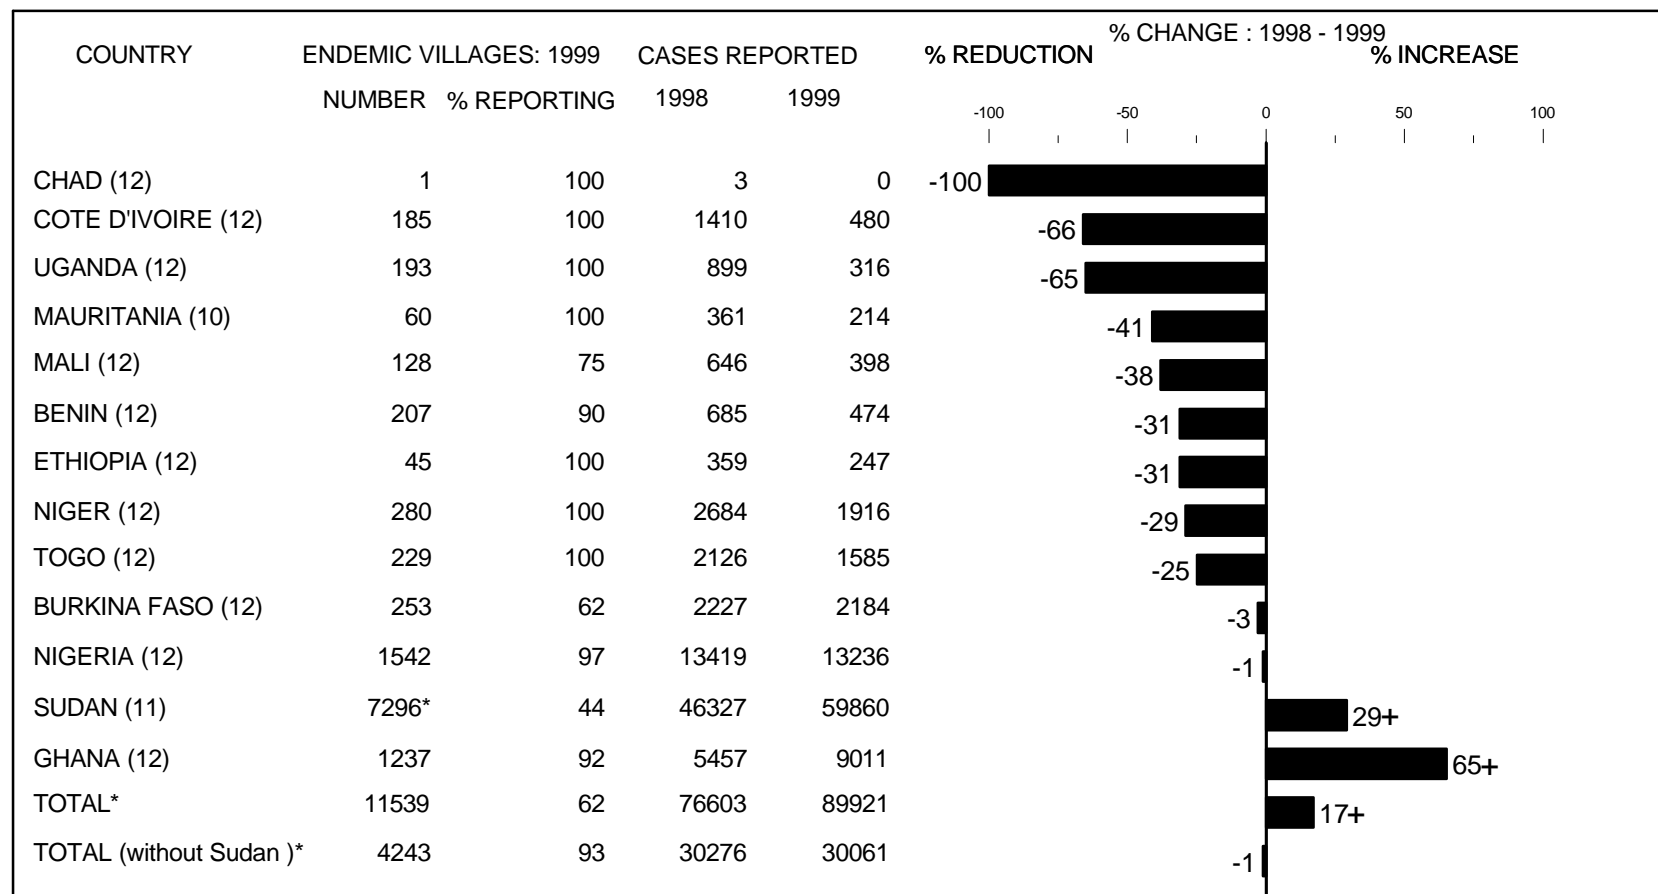 % CHANGE : 1998 - 1999
COUNTRY ENDEMIC VILLAGES: 1999 CASES REPORTED % REDUCTION % INCREASE
NUMBER % REPORTING 1998 1999
-100 -50 0 50 100
CHAD (12) 1 100 3 0 -100
COTE D'IVOIRE (12) 185 100 1410 480 -66
UGANDA (12) 193 100 899 316 -65
MAURITANIA (10) 60 100 361 214 -41
MALI (12) 128 75 646 398 -38
BENIN (12) 207 90 685 474 -31
ETHIOPIA (12) 45 100 359 247 -31
NIGER (12) 280 100 2684 1916 -29
TOGO (12) 229 100 2126 1585 -25
BURKINA FASO (12) 253 62 2227 2184 -3
NIGERIA (12) 1542 97 13419 13236 -1
SUDAN (11) 7296* 44 46327 59860 29+
GHANA (12) 1237 92 5457 9011 65+
TOTAL* 11539 62 76603 89921 17+
TOTAL (without Sudan )* 4243 93 30276 30061 -1